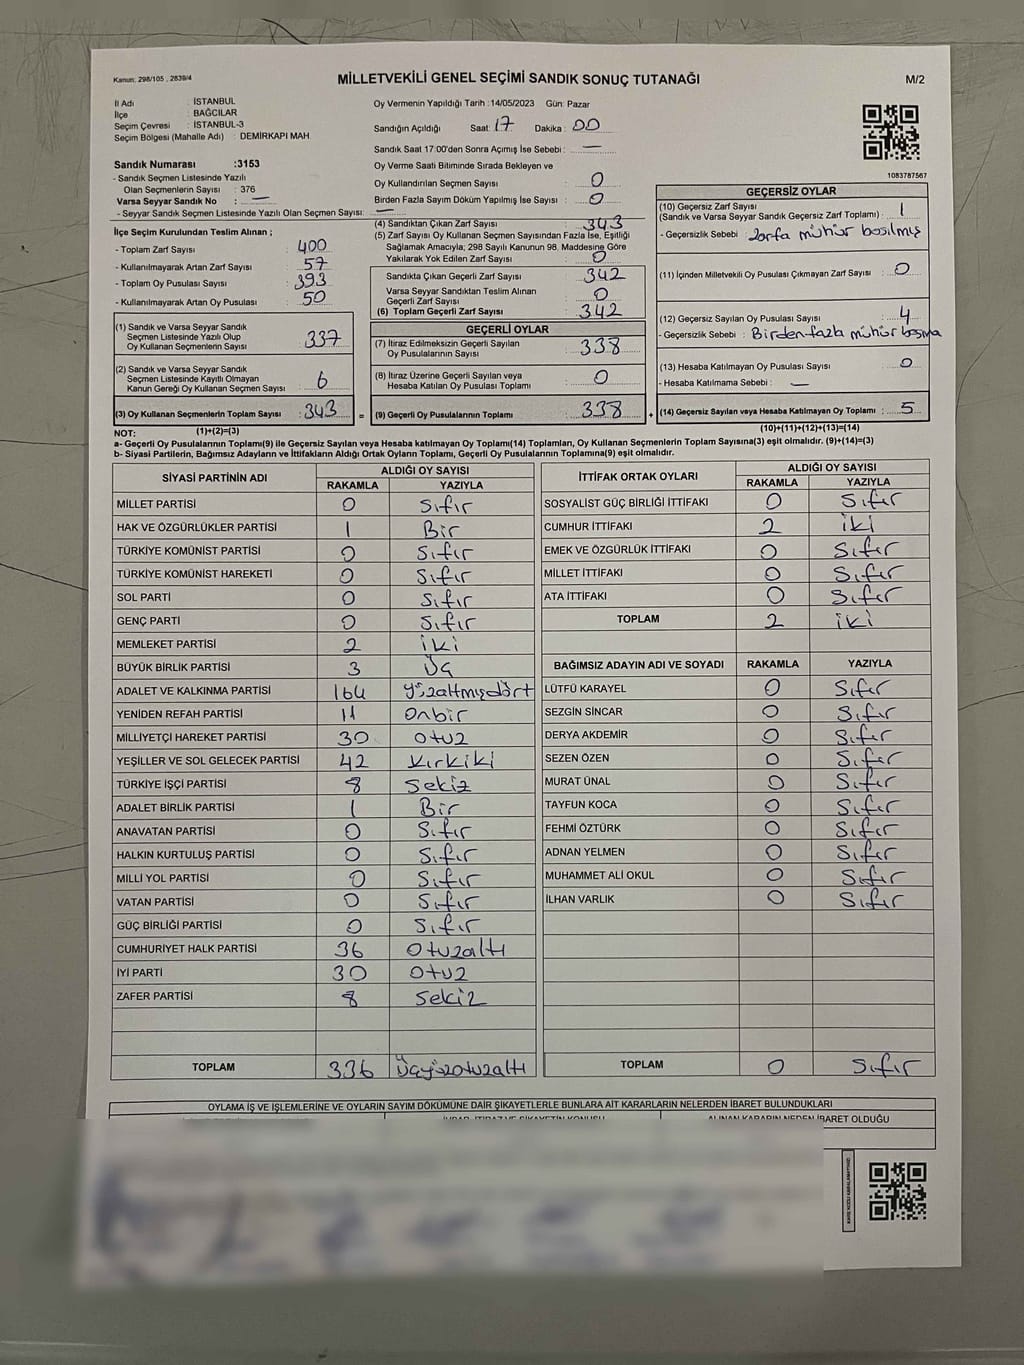 Kanun: 298/105 , 2839/4
MİLLETVEKİLİ GENEL SEÇİMİ SANDIK SONUÇ TUTANAĞI
M/2
İl Adı : İSTANBUL
İlçe : BAĞCILAR
Seçim Çevresi : İSTANBUL-3
Seçim Bölgesi (Mahalle Adı) : DEMİRKAPI MAH
Sandık Numarası :3153
- Sandık Seçmen Listesinde Yazılı
Olan Seçmenlerin Sayısı : 376
Varsa Seyyar Sandık No : —
- Seyyar Sandık Seçmen Listesinde Yazılı Olan Seçmen Sayısı: —
Oy Vermenin Yapıldığı Tarih :14/05/2023 Gün: Pazar
Sandığın Açıldığı Saat: 17 Dakika : 00
Sandık Saat 17:00'den Sonra Açımış İse Sebebi : —
Oy Verme Saati Bitiminde Sırada Bekleyen ve
Oy Kullandırılan Seçmen Sayısı : 0
Birden Fazla Sayım Döküm Yapılmış İse Sayısı : 0
1083787567
İlçe Seçim Kurulundan Teslim Alınan ;
- Toplam Zarf Sayısı : 400
- Kullanılmayarak Artan Zarf Sayısı : 57
- Toplam Oy Pusulası Sayısı : 393
- Kullanılmayarak Artan Oy Pusulası : 50
(1) Sandık ve Varsa Seyyar Sandık
Seçmen Listesinde Yazılı Olup
Oy Kullanan Seçmenlerin Sayısı : 337
(2) Sandık ve Varsa Seyyar Sandık
Seçmen Listesinde Kayıtlı Olmayan
Kanun Gereği Oy Kullanan Seçmen Sayısı : 6
(3) Oy Kullanan Seçmenlerin Toplam Sayısı : 343 =
(4) Sandıktan Çıkan Zarf Sayısı : 343
(5) Zarf Sayısı Oy Kullanan Seçmen Sayısından Fazla İse, Eşitliği
Sağlamak Amacıyla; 298 Sayılı Kanunun 98. Maddesine Göre
Yakılarak Yok Edilen Zarf Sayısı : 0
Sandıkta Çıkan Geçerli Zarf Sayısı : 342
Varsa Seyyar Sandıktan Teslim Alınan
Geçerli Zarf Sayısı : 0
(6) Toplam Geçerli Zarf Sayısı : 342
GEÇERLİ OYLAR
(7) İtiraz Edilmeksizin Geçerli Sayılan
Oy Pusulalarının Sayısı : 338
(8) İtiraz Üzerine Geçerli Sayılan veya
Hesaba Katılan Oy Pusulası Toplamı : 0
(9) Geçerli Oy Pusulalarının Toplamı : 338 +
GEÇERSİZ OYLAR
(10) Geçersiz Zarf Sayısı
(Sandık ve Varsa Seyyar Sandık Geçersiz Zarf Toplamı) : 1
- Geçersizlik Sebebi : Zarfa mühür basılmış
(11) İçinden Milletvekili Oy Pusulası Çıkmayan Zarf Sayısı : 0
(12) Geçersiz Sayılan Oy Pusulası Sayısı : 4
- Geçersizlik Sebebi : Birden fazla mühür basma
(13) Hesaba Katılmayan Oy Pusulası Sayısı : 0
- Hesaba Katılmama Sebebi : —
(14) Geçersiz Sayılan veya Hesaba Katılmayan Oy Toplamı : 5
NOT: (1)+(2)=(3) (10)+(11)+(12)+(13)=(14)
a- Geçerli Oy Pusulalarının Toplamı(9) ile Geçersiz Sayılan veya Hesaba katılmayan Oy Toplamı(14) Toplamları, Oy Kullanan Seçmenlerin Toplam Sayısına(3) eşit olmalıdır. (9)+(14)=(3)
b- Siyasi Partilerin, Bağımsız Adayların ve İttifakların Aldığı Ortak Oyların Toplamı, Geçerli Oy Pusulalarının Toplamına(9) eşit olmalıdır.
SİYASİ PARTİNİN ADI ALDIĞI OY SAYISI
RAKAMLA YAZIYLA
MİLLET PARTİSİ 0 Sıfır
HAK VE ÖZGÜRLÜKLER PARTİSİ 1 Bir
TÜRKİYE KOMÜNİST PARTİSİ 0 Sıfır
TÜRKİYE KOMÜNİST HAREKETİ 0 Sıfır
SOL PARTİ 0 Sıfır
GENÇ PARTİ 0 Sıfır
MEMLEKET PARTİSİ 2 iki
BÜYÜK BİRLİK PARTİSİ 3 Üç
ADALET VE KALKINMA PARTİSİ 164 Yüzaltmışdört
YENİDEN REFAH PARTİSİ 11 Onbir
MİLLİYETÇİ HAREKET PARTİSİ 30 Otuz
YEŞİLLER VE SOL GELECEK PARTİSİ 42 Kırkiki
TÜRKİYE İŞÇİ PARTİSİ 8 Sekiz
ADALET BİRLİK PARTİSİ 1 Bir
ANAVATAN PARTİSİ 0 Sıfır
HALKIN KURTULUŞ PARTİSİ 0 Sıfır
MİLLİ YOL PARTİSİ 0 Sıfır
VATAN PARTİSİ 0 Sıfır
GÜÇ BİRLİĞİ PARTİSİ 0 Sıfır
CUMHURİYET HALK PARTİSİ 36 Otuzaltı
İYİ PARTİ 30 Otuz
ZAFER PARTİSİ 8 Sekiz
TOPLAM 336 Üçyüzotuzaltı
İTTİFAK ORTAK OYLARI ALDIĞI OY SAYISI
RAKAMLA YAZIYLA
SOSYALİST GÜÇ BİRLİĞİ İTTİFAKI 0 Sıfır
CUMHUR İTTİFAKI 2 iki
EMEK VE ÖZGÜRLÜK İTTİFAKI 0 Sıfır
MİLLET İTTİFAKI 0 Sıfır
ATA İTTİFAKI 0 Sıfır
TOPLAM 2 iki
BAĞIMSIZ ADAYIN ADI VE SOYADI RAKAMLA YAZIYLA
LÜTFÜ KARAYEL 0 Sıfır
SEZGİN SİNCAR 0 Sıfır
DERYA AKDEMİR 0 Sıfır
SEZEN ÖZEN 0 Sıfır
MURAT ÜNAL 0 Sıfır
TAYFUN KOCA 0 Sıfır
FEHMİ ÖZTÜRK 0 Sıfır
ADNAN YELMEN 0 Sıfır
MUHAMMET ALİ OKUL 0 Sıfır
İLHAN VARLIK 0 Sıfır
TOPLAM 0 Sıfır
OYLAMA İŞ VE İŞLEMLERİNE VE OYLARIN SAYIM DÖKÜMÜNE DAİR ŞİKAYETLERLE BUNLARA AİT KARARLARIN NELERDEN İBARET BULUNDUKLARI
ALINAN KARARIN NEDEN İBARET OLDUĞU